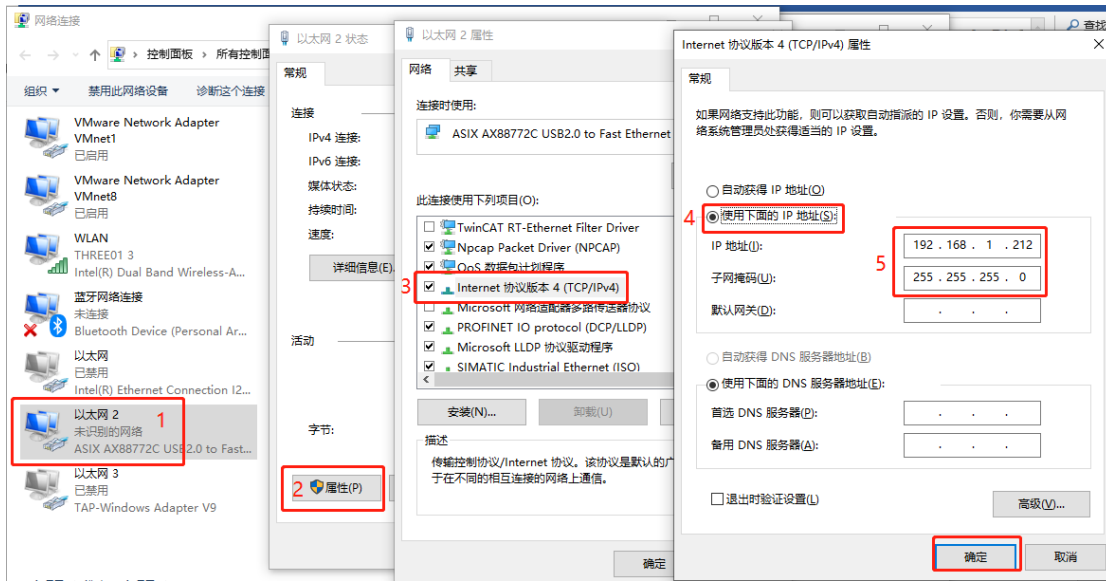 网络连接
控制面板 › 所有控制面
查找
组织
禁用此网络设备
诊断这个连接
VMware Network Adapter
VMnet1
已启用
VMware Network Adapter
VMnet8
已启用
WLAN
THREE01 3
Intel(R) Dual Band Wireless-A...
蓝牙网络连接
未连接
Bluetooth Device (Personal Ar...
以太网
已禁用
Intel(R) Ethernet Connection I2...
以太网 2
未识别的网络
ASIX AX88772C USB2.0 to Fast...
1
以太网 3
已禁用
TAP-Windows Adapter V9
以太网 2 状态
常规
连接
IPv4 连接:
IPv6 连接:
媒体状态:
持续时间:
速度:
详细信息(E)
活动
字节:
2 属性(P)
以太网 2 属性
网络
共享
连接时使用:
ASIX AX88772C USB2.0 to Fast Ethernet
此连接使用下列项目(O):
TwinCAT RT-Ethernet Filter Driver
Npcap Packet Driver (NPCAP)
QoS 数据包计划程序
3 Internet 协议版本 4 (TCP/IPv4)
Microsoft 网络适配器多路传送器协议
PROFINET IO protocol (DCP/LLDP)
Microsoft LLDP 协议驱动程序
SIMATIC Industrial Ethernet (ISO)
安装(N)...
卸载(U)
描述
传输控制协议/Internet 协议。该协议是默认的广
于在不同的相互连接的网络上通信。
确定
Internet 协议版本 4 (TCP/IPv4) 属性
常规
如果网络支持此功能，则可以获取自动指派的 IP 设置。否则，你需要从网
络系统管理员处获得适当的 IP 设置。
自动获得 IP 地址(O)
4 使用下面的 IP 地址(S):
IP 地址(I):
192 . 168 . 1 . 212
5
子网掩码(U):
255 . 255 . 255 . 0
默认网关(D):
. . .
自动获得 DNS 服务器地址(B)
使用下面的 DNS 服务器地址(E):
首选 DNS 服务器(P):
. . .
备用 DNS 服务器(A):
. . .
退出时验证设置(L)
高级(V)...
确定
取消